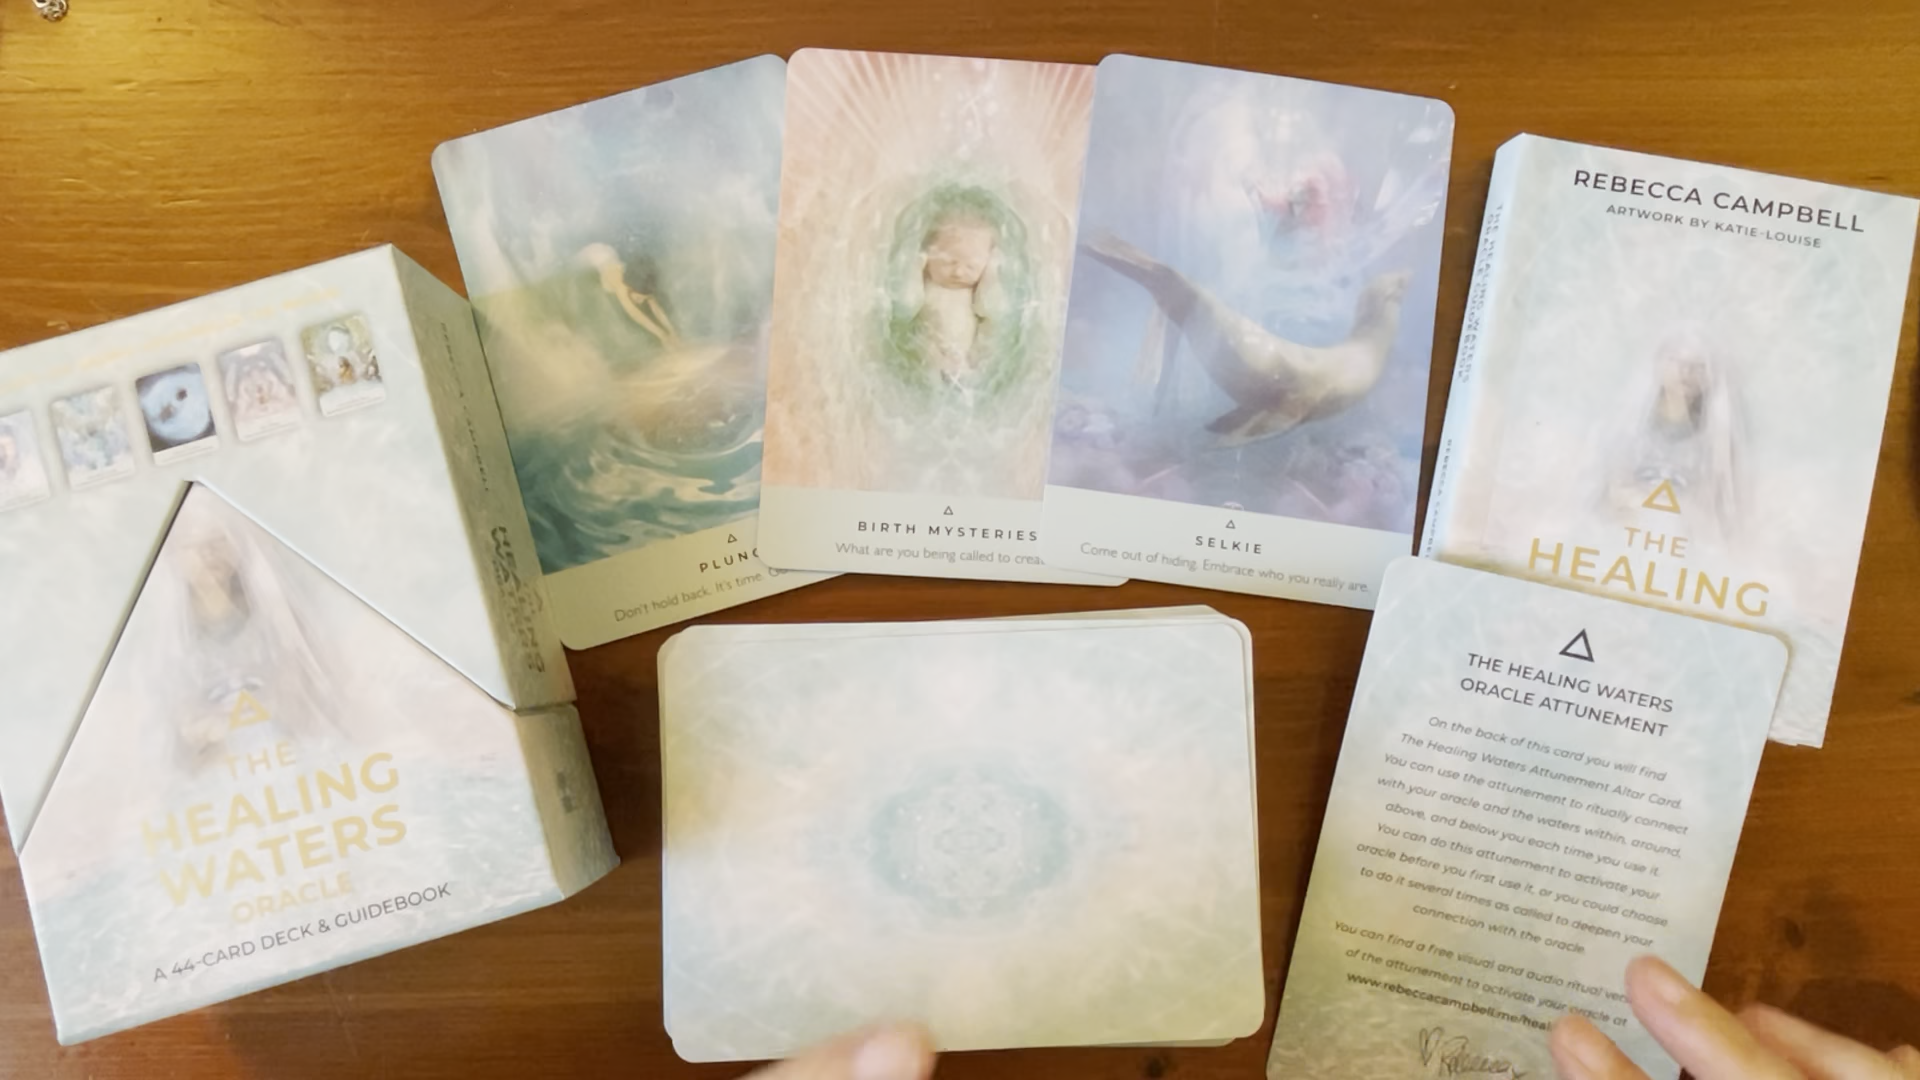 THE
HEALING
WATERS
ORACLE
A 44-CARD DECK & GUIDEBOOK
PLUNG
Don't hold back. It's time.
BIRTH MYSTERIES
What are you being called to crea
SELKIE
Come out of hiding. Embrace who you really are.
REBECCA CAMPBELL
ARTWORK BY KATIE-LOUISE
THE
HEALING
THE HEALING WATERS
ORACLE ATTUNEMENT
On the back of this card you will find
The Healing Waters Attunement Altar Card.
You can use the attunement to ritually connect
with your oracle and the waters within, around,
above, and below you each time you use it.
You can do this attunement to activate your
oracle before you first use it, or you could choose
to do it several times as called to deepen your
connection with the oracle.
You can find a free visual and audio ritual vers
of the attunement to activate your oracle at
www.rebeccacampbell.me/heali
Rebecca